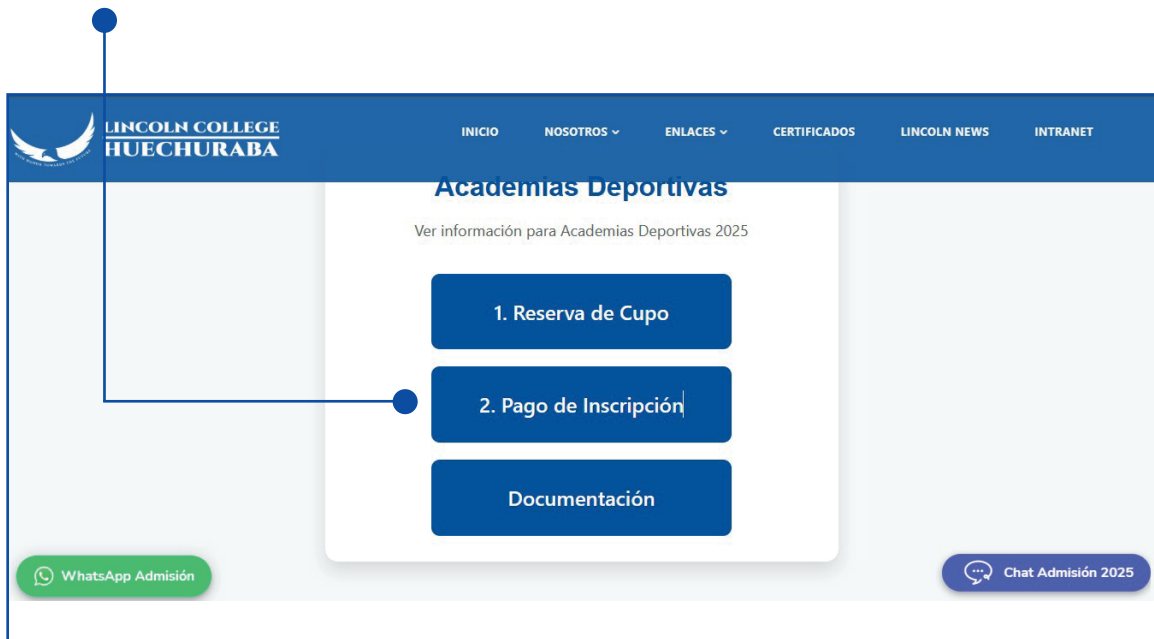 LINCOLN COLLEGE
HUECHURABA
INICIO NOSOTROS ENLACES CERTIFICADOS LINCOLN NEWS INTRANET
Academias Deportivas
Ver información para Academias Deportivas 2025
1. Reserva de Cupo
2. Pago de Inscripción
Documentación
WhatsApp Admisión
Chat Admisión 2025